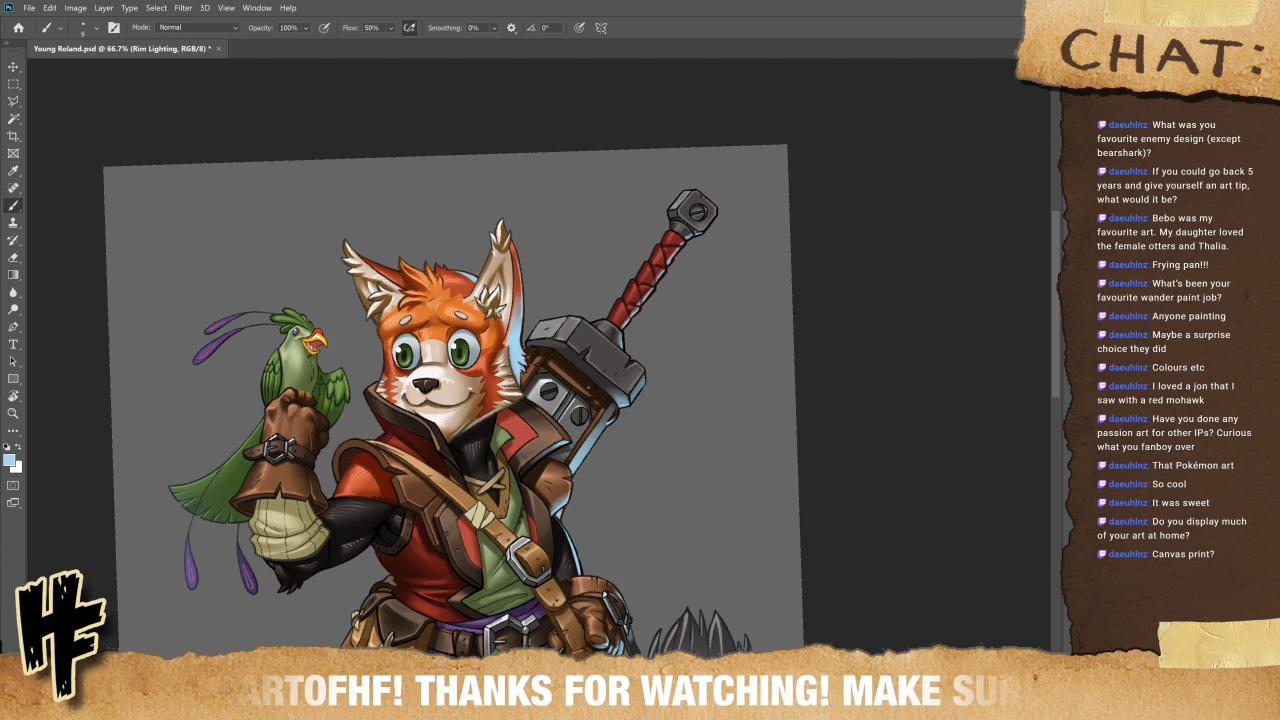 Ps File Edit Image Layer Type Select Filter 3D View Window Help
9 Mode: Normal Opacity: 100% Flow: 50% Smoothing: 0% 0°
Young Roland.psd @ 66.7% (Rim Lighting, RGB/8) * ×
CHAT:
daeuhlnz: What was you
favourite enemy design (except
bearshark)?
daeuhlnz: If you could go back 5
years and give yourself an art tip,
what would it be?
daeuhlnz: Bebo was my
favourite art. My daughter loved
the female otters and Thalia.
daeuhlnz: Frying pan!!!
daeuhlnz: What's been your
favourite wander paint job?
daeuhlnz: Anyone painting
daeuhlnz: Maybe a surprise
choice they did
daeuhlnz: Colours etc
daeuhlnz: I loved a jon that I
saw with a red mohawk
daeuhlnz: Have you done any
passion art for other IPs? Curious
what you fanboy over
daeuhlnz: That Pokémon art
daeuhlnz: So cool
daeuhlnz: It was sweet
daeuhlnz: Do you display much
of your art at home?
daeuhlnz: Canvas print?
HF
ARTOFHF! THANKS FOR WATCHING! MAKE SUR